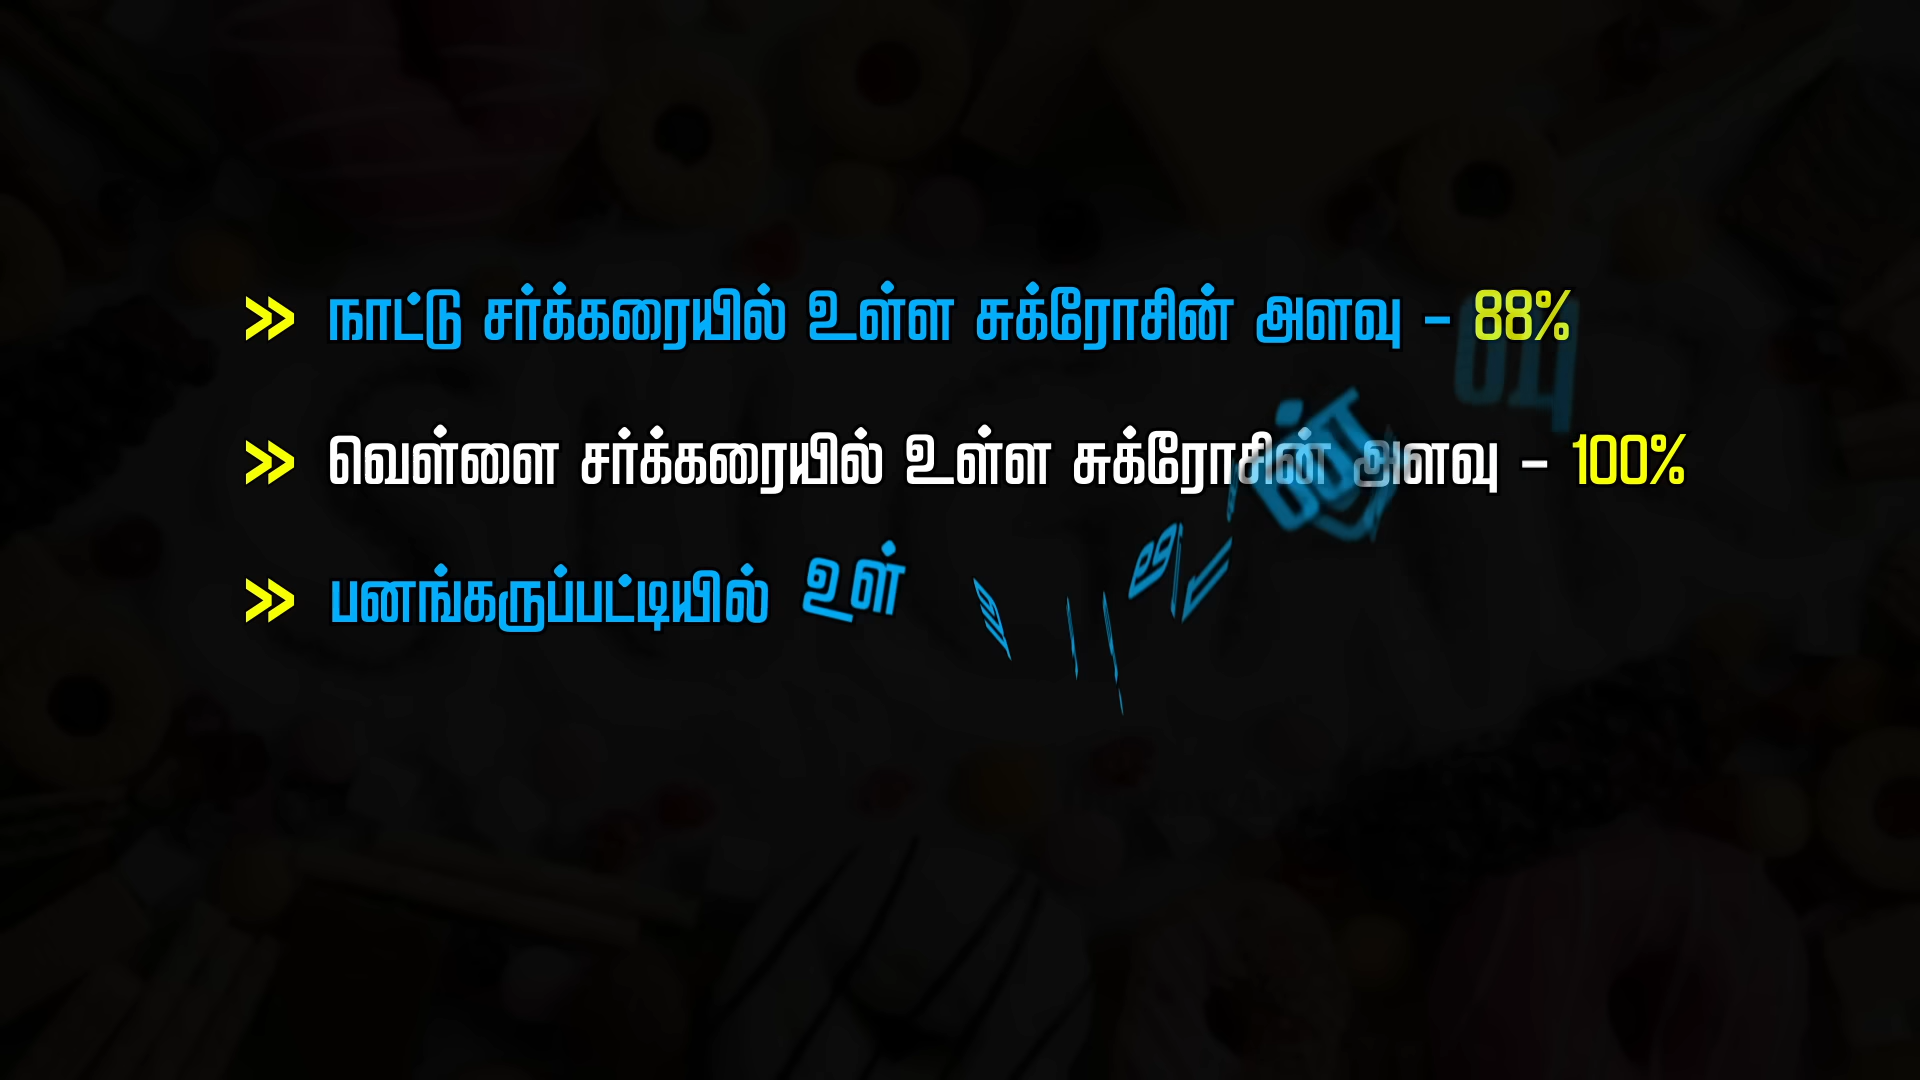 » நாட்டு சர்க்கரையில் உள்ள சுக்ரோசின் அளவு - 88%
» வெள்ளை சர்க்கரையில் உள்ள சுக்ரோசின் அளவு - 100%
» பனங்கருப்பட்டியில் உள்